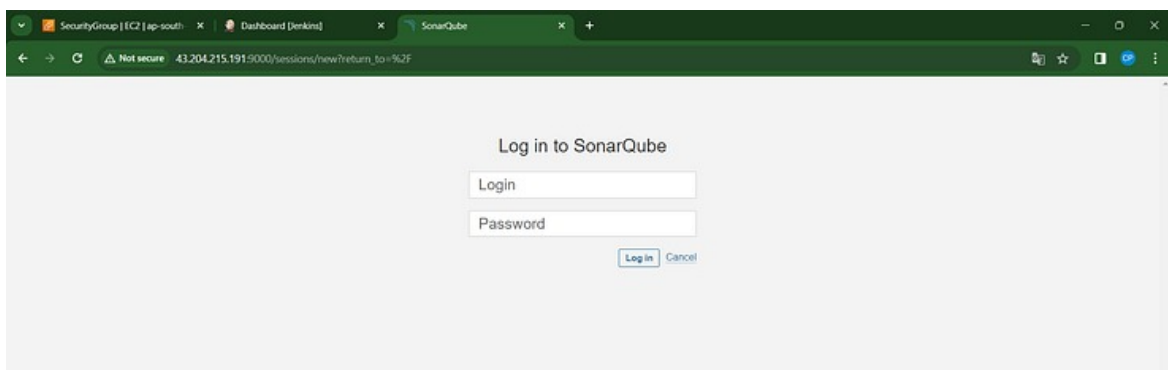 SecurityGroup | EC2 | ap-south- Dashboard [Jenkins] SonarQube
Not secure 43.204.215.191:9000/sessions/new?return_to=%2F CP
Log in to SonarQube
Login
Password
Log in Cancel